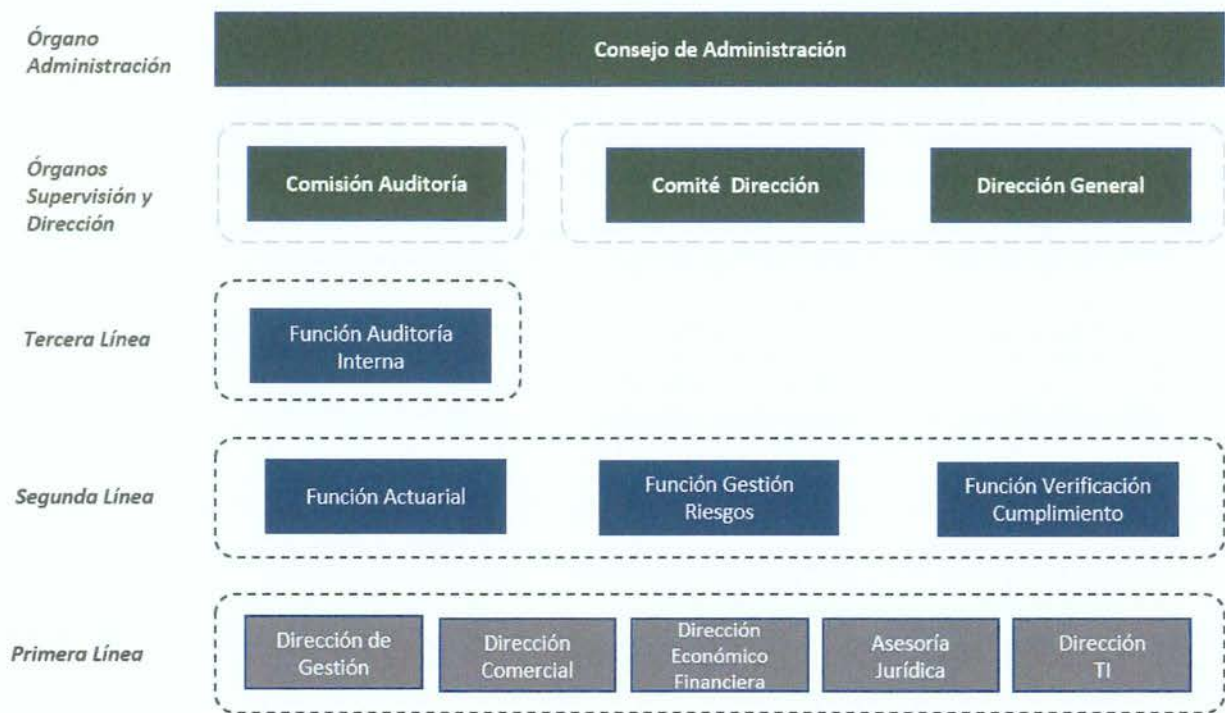 Órgano
Administración
Consejo de Administración
Órganos
Supervisión y
Dirección
Comisión Auditoría
Comité Dirección
Dirección General
Tercera Línea
Función Auditoría
Interna
Segunda Línea
Función Actuarial
Función Gestión
Riesgos
Función Verificación
Cumplimiento
Primera Línea
Dirección de
Gestión
Dirección
Comercial
Dirección
Económico
Financiera
Asesoría
Jurídica
Dirección
TI